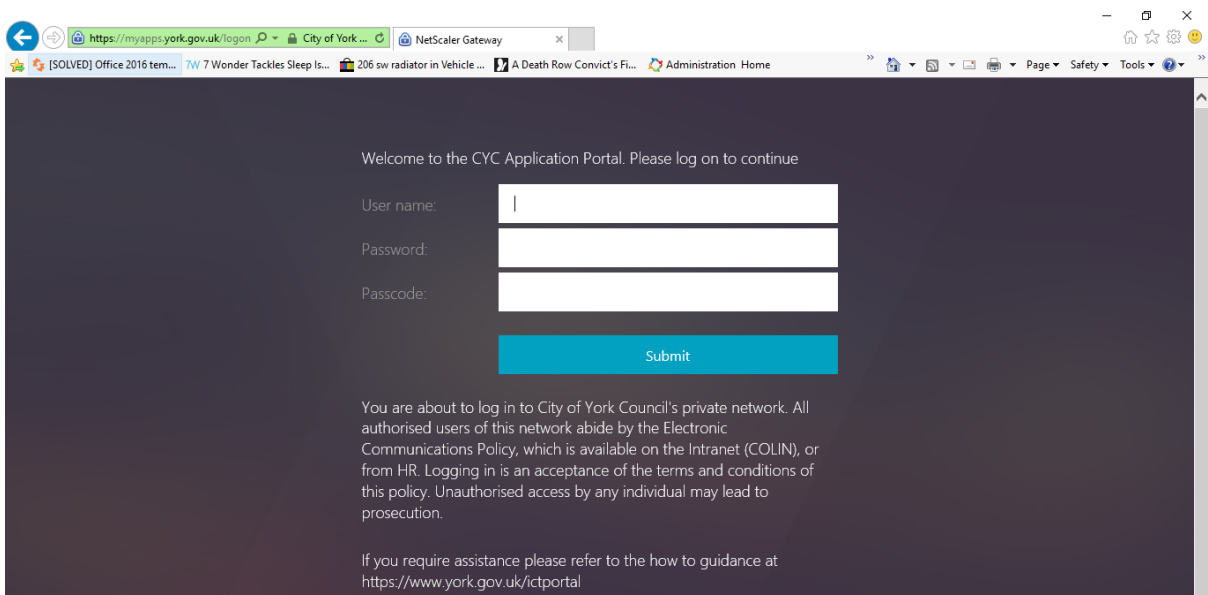 https://myapps.york.gov.uk/logon
City of York ...
NetScaler Gateway
[SOLVED] Office 2016 tem...
7W 7 Wonder Tackles Sleep Is...
206 sw radiator in Vehicle ...
A Death Row Convict's Fi...
Administration Home
Page
Safety
Tools
Welcome to the CYC Application Portal. Please log on to continue
User name:
Password:
Passcode:
Submit
You are about to log in to City of York Council's private network. All
authorised users of this network abide by the Electronic
Communications Policy, which is available on the Intranet (COLIN), or
from HR. Logging in is an acceptance of the terms and conditions of
this policy. Unauthorised access by any individual may lead to
prosecution.
If you require assistance please refer to the how to guidance at
https://www.york.gov.uk/ictportal